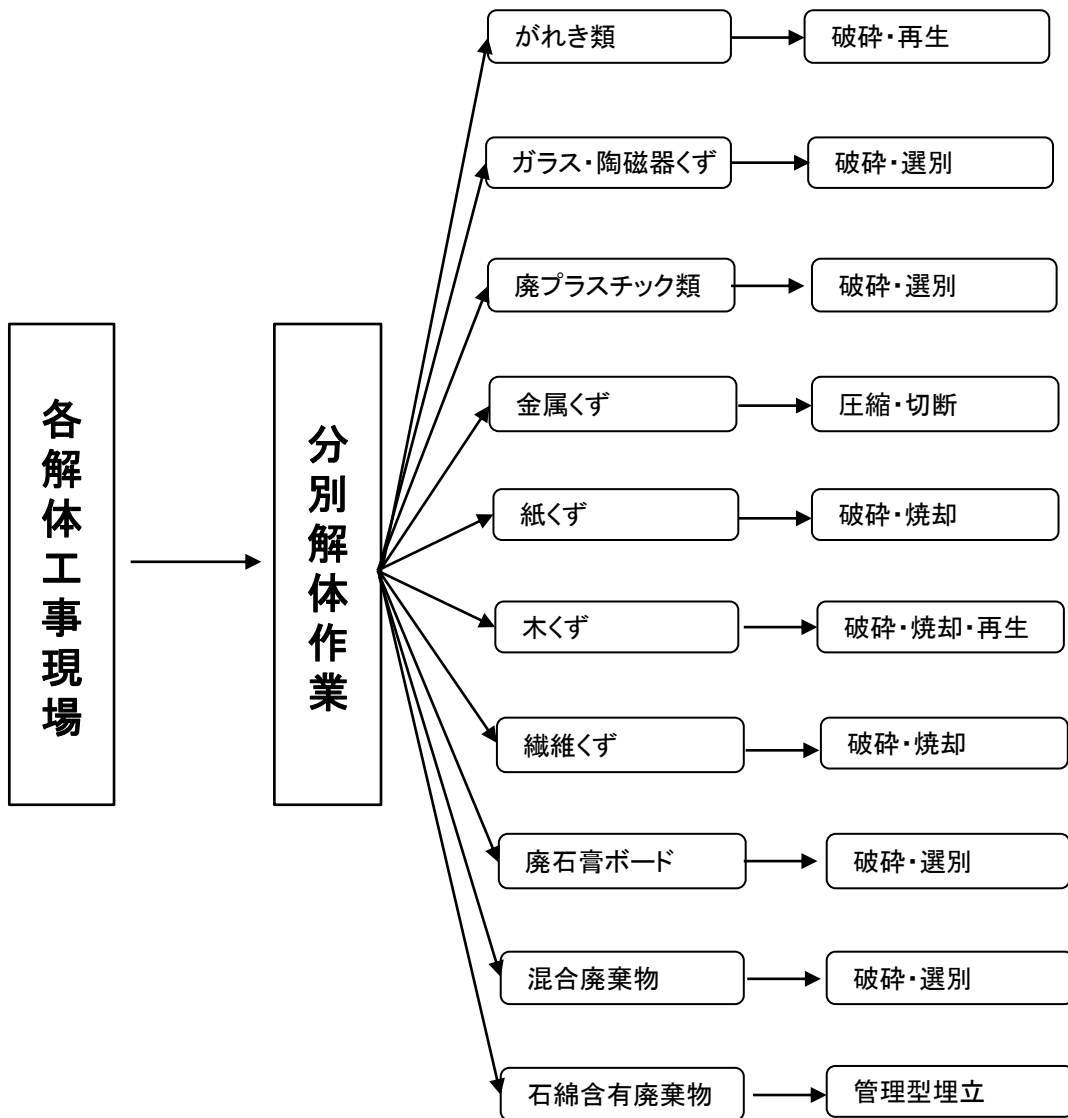 がれき類
破砕・再生
ガラス・陶磁器くず
破砕・選別
廃プラスチック類
破砕・選別
各解体工事現場
分別解体作業
金属くず
圧縮・切断
紙くず
破砕・焼却
木くず
破砕・焼却・再生
繊維くず
破砕・焼却
廃石膏ボード
破砕・選別
混合廃棄物
破砕・選別
石綿含有廃棄物
管理型埋立